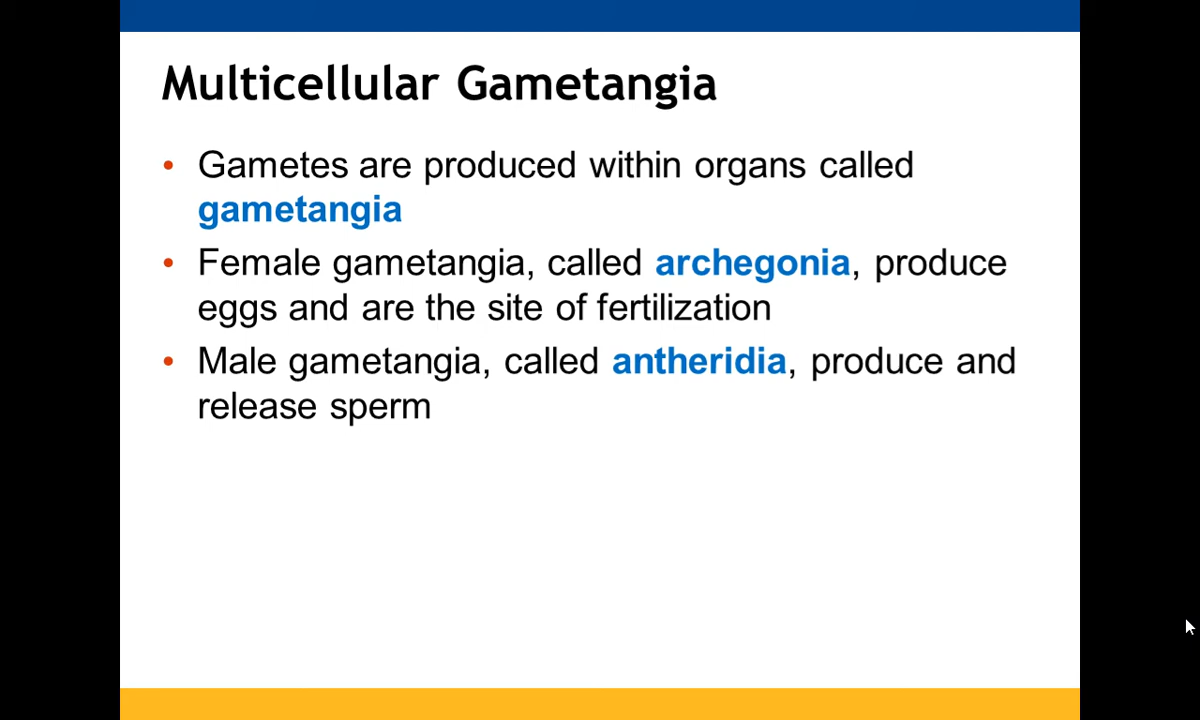 Multicellular Gametangia
• Gametes are produced within organs called
gametangia
• Female gametangia, called archegonia, produce
eggs and are the site of fertilization
• Male gametangia, called antheridia, produce and
release sperm